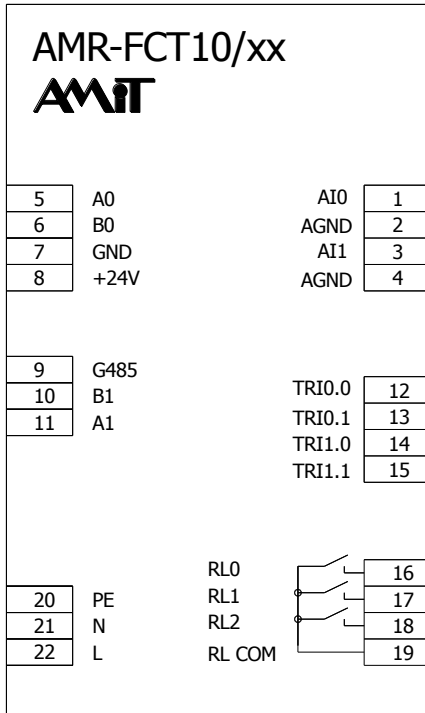 AMR-FCT10/xx
AMiT
5 A0 AI0 1
6 B0 AGND 2
7 GND AI1 3
8 +24V AGND 4
9 G485
10 B1 TRI0.0 12
11 A1 TRI0.1 13
TRI1.0 14
TRI1.1 15
RL0 16
20 PE RL1 17
21 N RL2 18
22 L RL COM 19